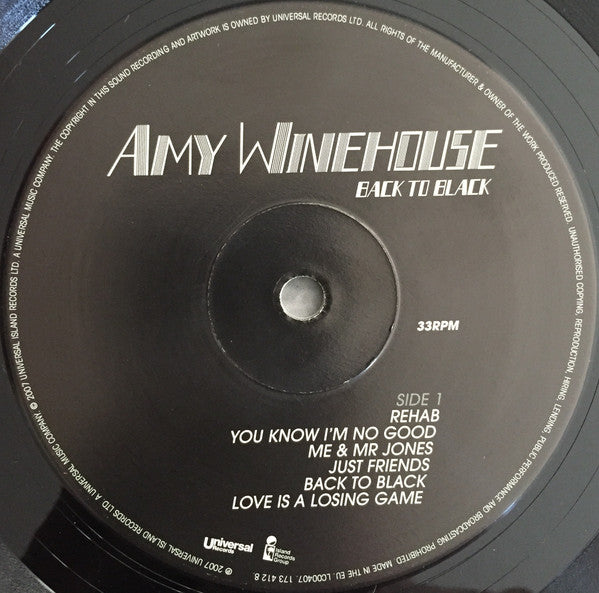 AMY WINEHOUSE
BACK TO BLACK
33RPM
SIDE 1
REHAB
YOU KNOW I'M NO GOOD
ME & MR JONES
JUST FRIENDS
BACK TO BLACK
LOVE IS A LOSING GAME
Universal
Records
Island
Records
Group
℗ 2007 UNIVERSAL ISLAND RECORDS LTD. A UNIVERSAL MUSIC COMPANY © 2007 UNIVERSAL ISLAND RECORDS LTD. A UNIVERSAL MUSIC COMPANY. THE COPYRIGHT IN THIS SOUND RECORDING AND ARTWORK IS OWNED BY UNIVERSAL RECORDS LTD. ALL RIGHTS OF THE MANUFACTURER & OWNER OF THE WORK PRODUCED RESERVED. UNAUTHORISED COPYING, REPRODUCTION, HIRING, LENDING, PUBLIC PERFORMANCE AND BROADCASTING PROHIBITED. MADE IN THE EU. LC00407. 173 412 8